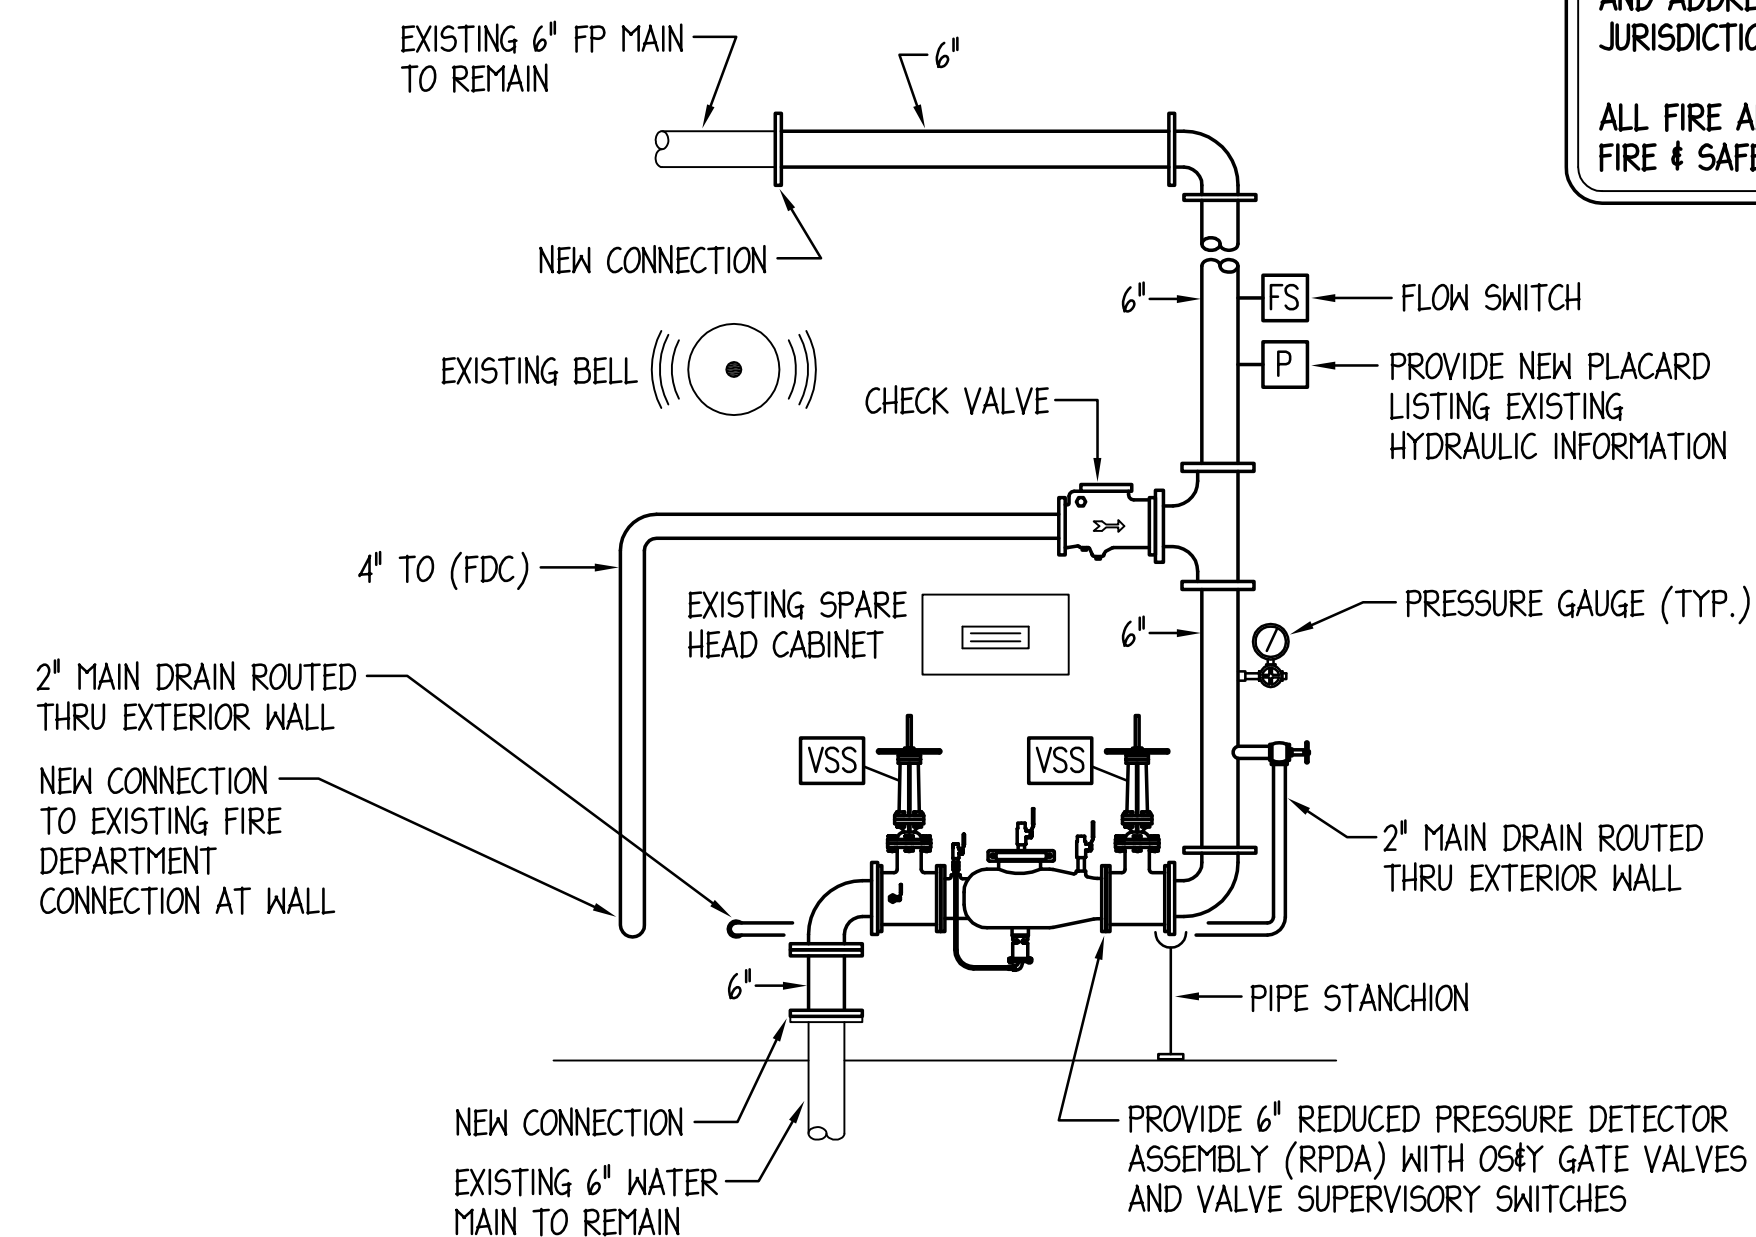 EXISTING 6" FP MAIN
TO REMAIN
6"
JURISDICTIO
ALL FIRE
FIRE & SAFE
NEW CONNECTION
6"
FS
FLOW SWITCH
EXISTING BELL
P
PROVIDE NEW PLACARD
LISTING EXISTING
HYDRAULIC INFORMATION
CHECK VALVE
4" TO (FDC)
EXISTING SPARE
HEAD CABINET
6"
PRESSURE GAUGE (TYP.)
2" MAIN DRAIN ROUTED
THRU EXTERIOR WALL
VSS
VSS
NEW CONNECTION
TO EXISTING FIRE
DEPARTMENT
CONNECTION AT WALL
2" MAIN DRAIN ROUTED
THRU EXTERIOR WALL
6"
PIPE STANCHION
NEW CONNECTION
EXISTING 6" WATER
MAIN TO REMAIN
PROVIDE 6" REDUCED PRESSURE DETECTOR
ASSEMBLY (RPDA) WITH OS&Y GATE VALVES
AND VALVE SUPERVISORY SWITCHES